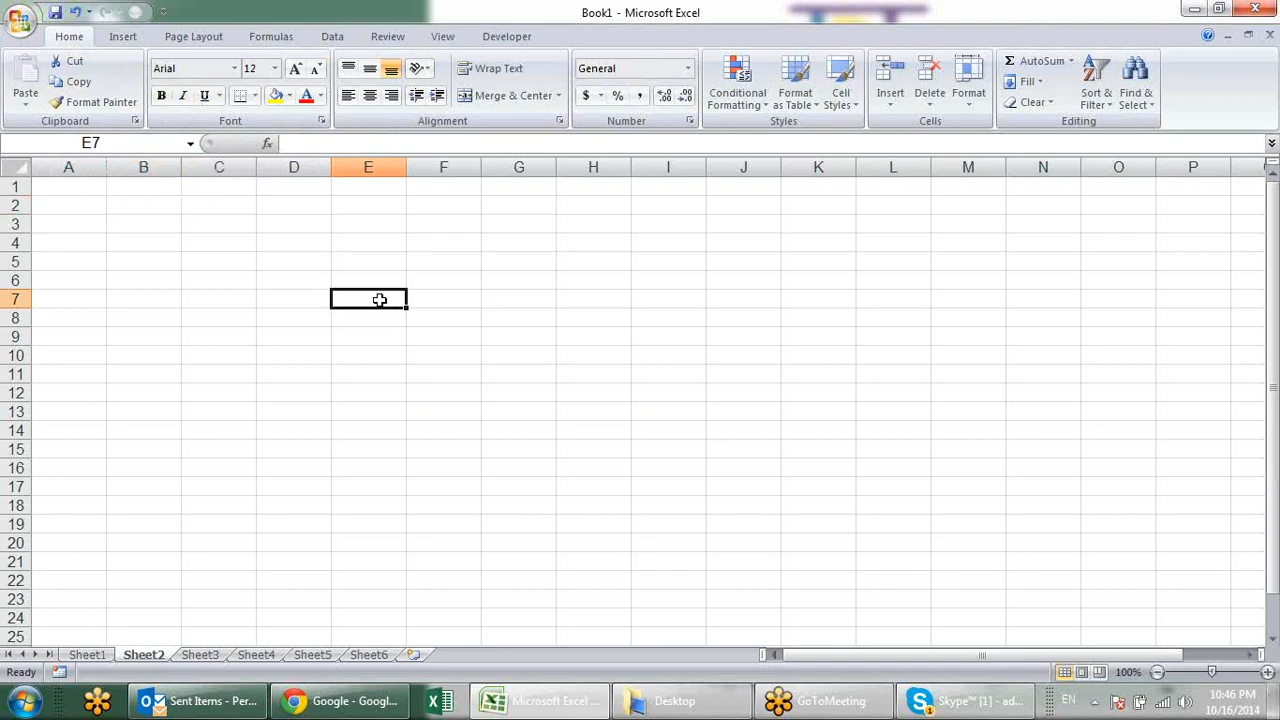 Book1 - Microsoft Excel
Home Insert Page Layout Formulas Data Review View Developer
Cut
Copy
Format Painter
Paste
Clipboard
Arial 12
B I U
Font
Wrap Text
Merge & Center
Alignment
General
$ % ,
Number
Conditional Formatting
Format as Table
Cell Styles
Styles
Insert Delete Format
Cells
AutoSum
Fill
Clear
Sort & Filter
Find & Select
Editing
E7 fx
A B C D E F G H I J K L M N O P
1
2
3
4
5
6
7
8
9
10
11
12
13
14
15
16
17
18
19
20
21
22
23
24
25
Sheet1 Sheet2 Sheet3 Sheet4 Sheet5 Sheet6
Ready 100%
Sent Items - Per... Google - Googl... Microsoft Excel ... Desktop GoToMeeting Skype™ [1] - ad... EN
10:46 PM
10/16/2014